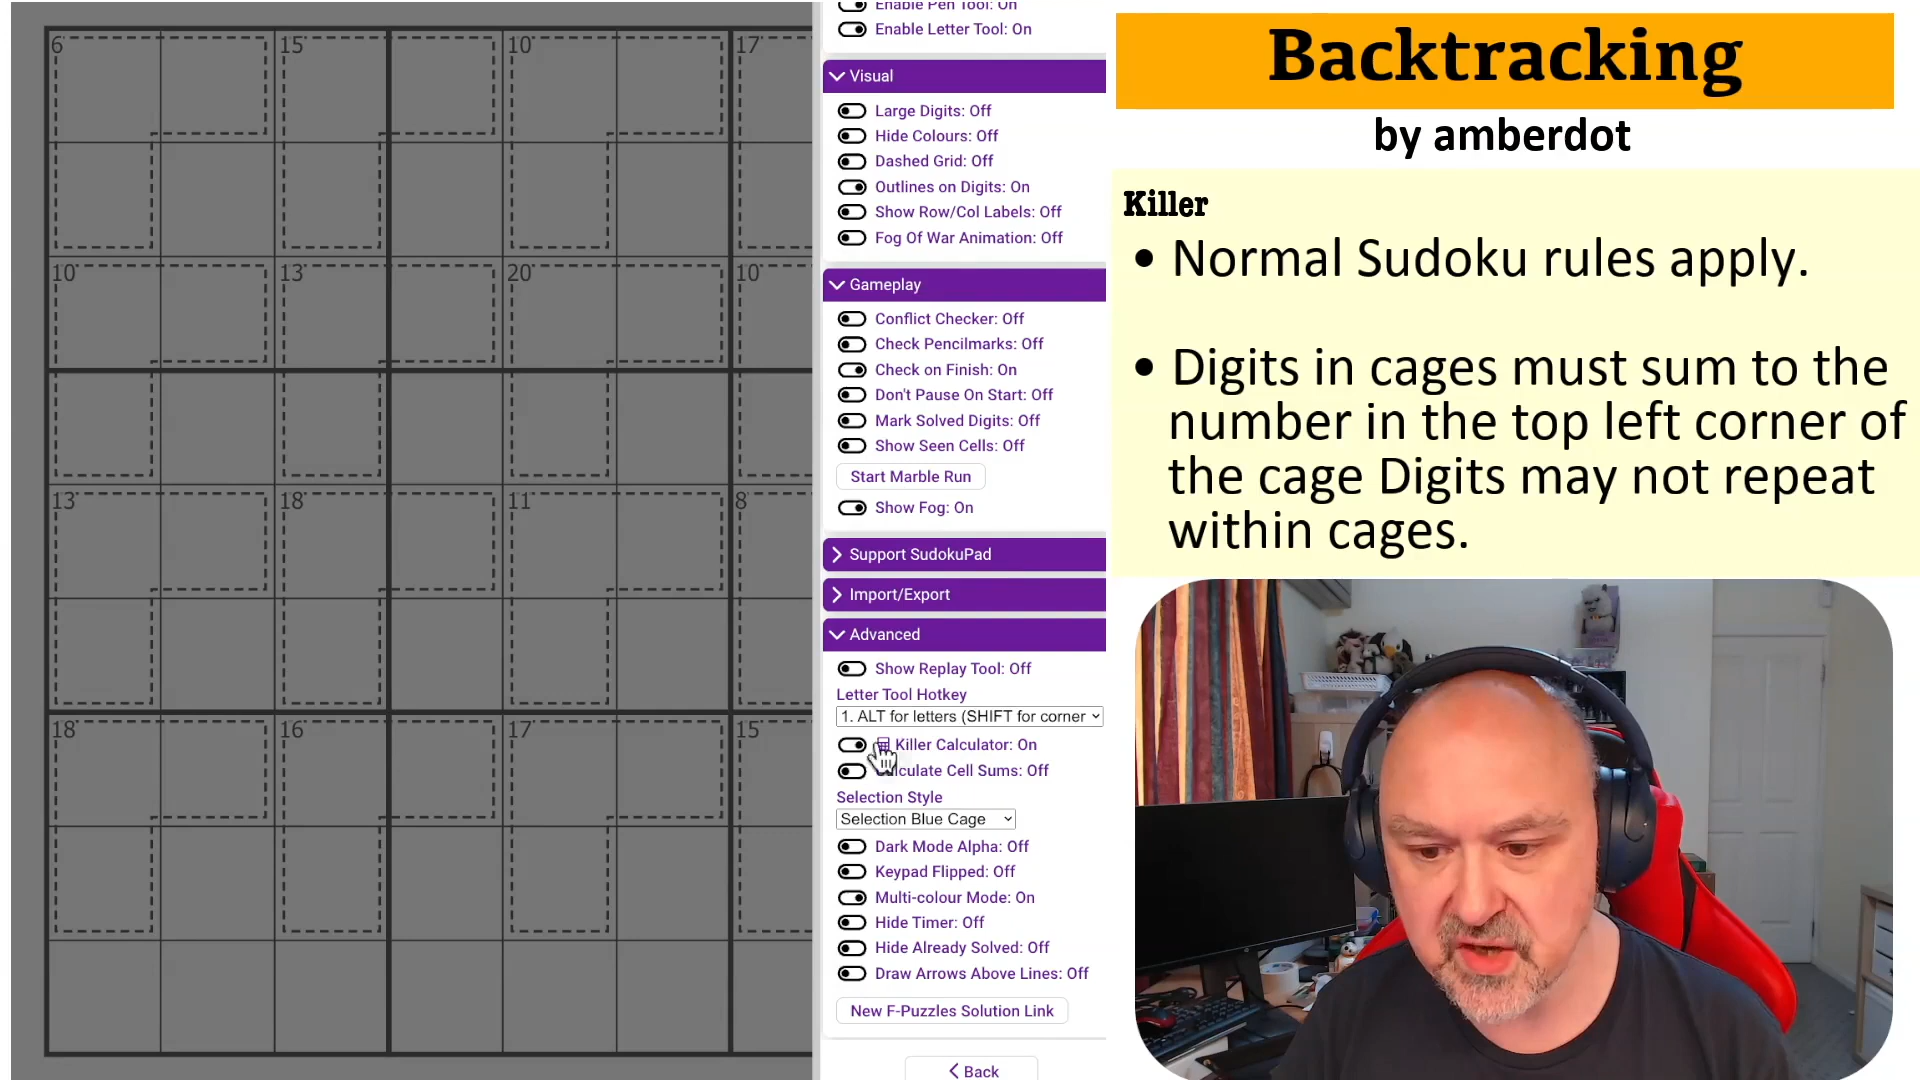 6
15
10
17
10
13
20
10
13
18
11
8
18
16
17
15
Enable Pen Tool: On
Enable Letter Tool: On
Visual
Large Digits: Off
Hide Colours: Off
Dashed Grid: Off
Outlines on Digits: On
Show Row/Col Labels: Off
Fog Of War Animation: Off
Gameplay
Conflict Checker: Off
Check Pencilmarks: Off
Check on Finish: On
Don't Pause On Start: Off
Mark Solved Digits: Off
Show Seen Cells: Off
Start Marble Run
Show Fog: On
Support SudokuPad
Import/Export
Advanced
Show Replay Tool: Off
Letter Tool Hotkey
1. ALT for letters (SHIFT for corner
Killer Calculator: On
Calculate Cell Sums: Off
Selection Style
Selection Blue Cage
Dark Mode Alpha: Off
Keypad Flipped: Off
Multi-colour Mode: On
Hide Timer: Off
Hide Already Solved: Off
Draw Arrows Above Lines: Off
New F-Puzzles Solution Link
Back
Backtracking
by amberdot
Killer
• Normal Sudoku rules apply.
• Digits in cages must sum to the
number in the top left corner of
the cage Digits may not repeat
within cages.